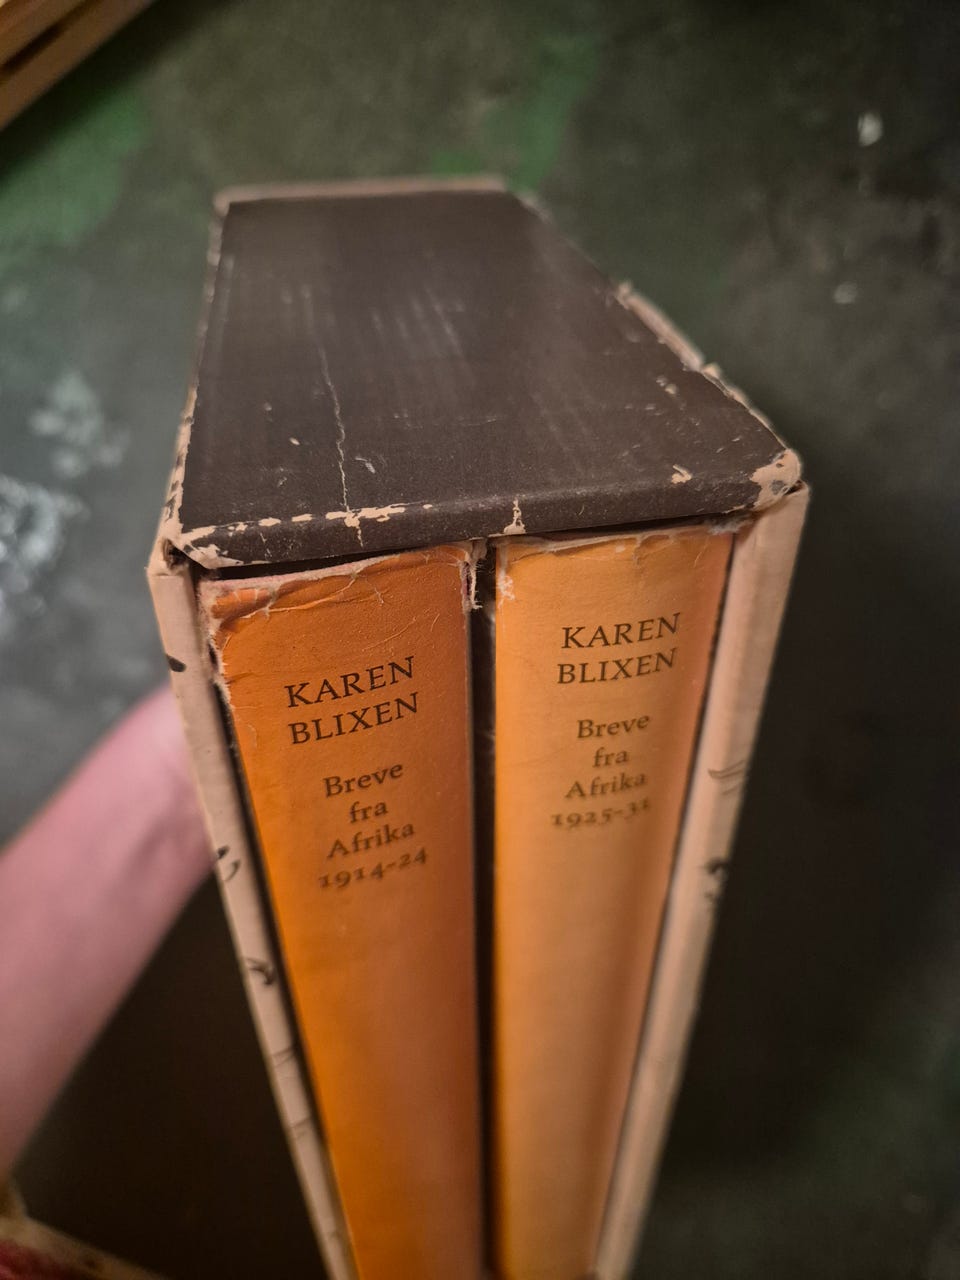 KAREN
BLIXEN
Breve
fra
Afrika
1914-24
KAREN
BLIXEN
Breve
fra
Afrika
1925-31